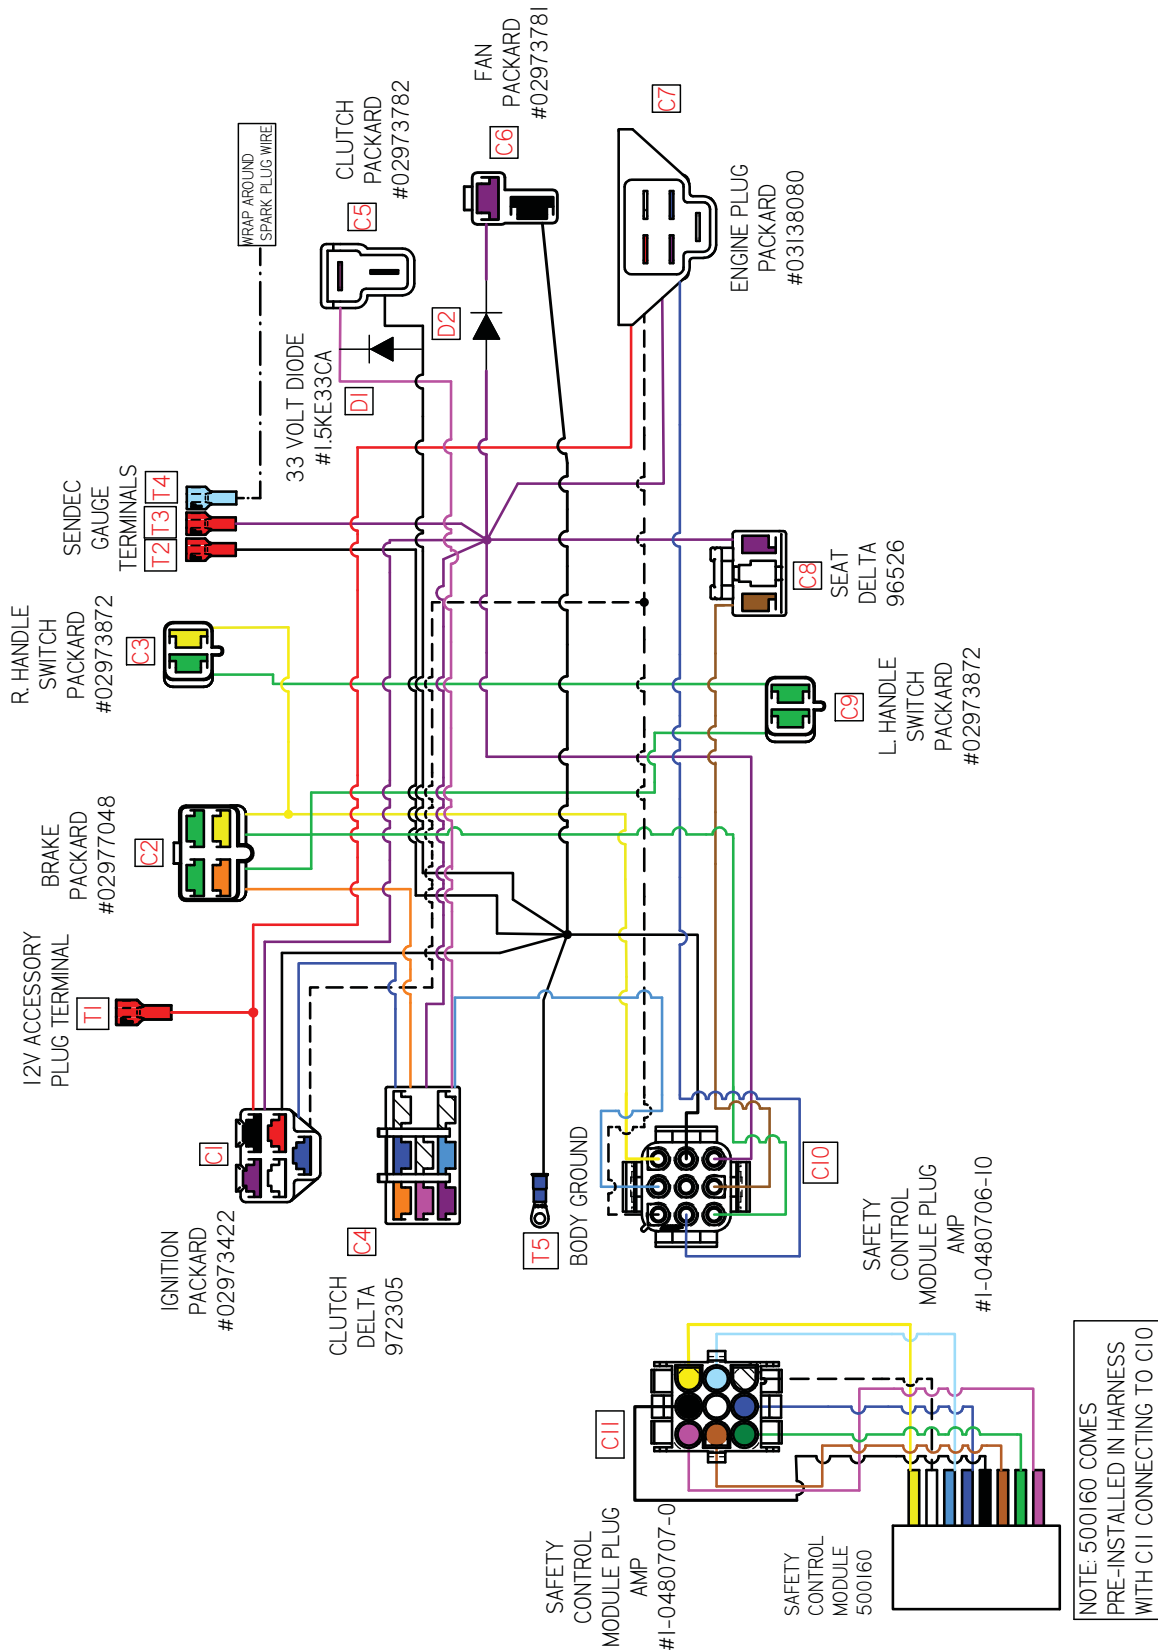 12V ACCESSORY
PLUG TERMINAL
T1
BRAKE
PACKARD
#02977048
C2
R. HANDLE
SWITCH
PACKARD
#02973872
C3
SENDEC
GAUGE
TERMINALS
T2
T3
T4
WRAP AROUND
SPARK PLUG WIRE
33 VOLT DIODE
#1.5KE33CA
D1
CLUTCH
PACKARD
#02973782
C5
D2
FAN
PACKARD
#02973781
C6
C7
ENGINE PLUG
PACKARD
#03138080
IGNITION
PACKARD
#02973422
C1
CLUTCH
DELTA
972305
C4
T5
BODY GROUND
C8
SEAT
DELTA
96526
C9
L. HANDLE
SWITCH
PACKARD
#02973872
C10
SAFETY
CONTROL
MODULE PLUG
AMP
#1-0480706-10
SAFETY
CONTROL
MODULE PLUG
AMP
#1-0480707-0
C11
SAFETY
CONTROL
MODULE
500160
NOTE: 500160 COMES
PRE-INSTALLED IN HARNESS
WITH C11 CONNECTING TO C10